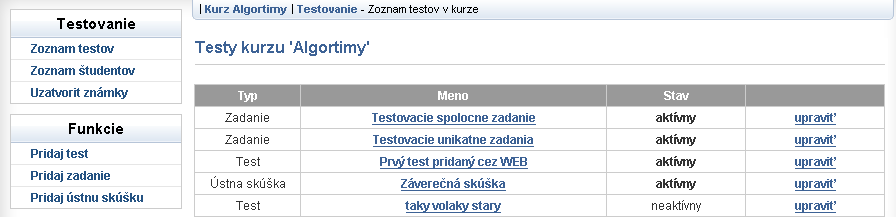 Testovanie
Zoznam testov
Zoznam študentov
Uzatvorit známky
Funkcie
Pridaj test
Pridaj zadanie
Pridaj ústnu skúšku
| Kurz Algortimy | Testovanie - Zoznam testov v kurze
Testy kurzu 'Algortimy'
Typ Meno Stav
Zadanie Testovacie spolocne zadanie aktívny upraviť
Zadanie Testovacie unikatne zadania aktívny upraviť
Test Prvý test pridaný cez WEB aktívny upraviť
Ústna skúška Záverečná skúška aktívny upraviť
Test taky volaky stary neaktívny upraviť